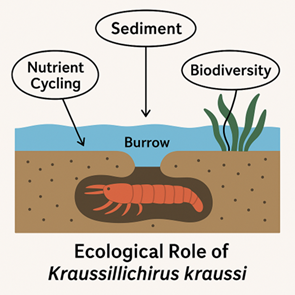 Sediment
Nutrient
Cycling
Biodiversity
Burrow
Ecological Role of
Kraussillichirus kraussi